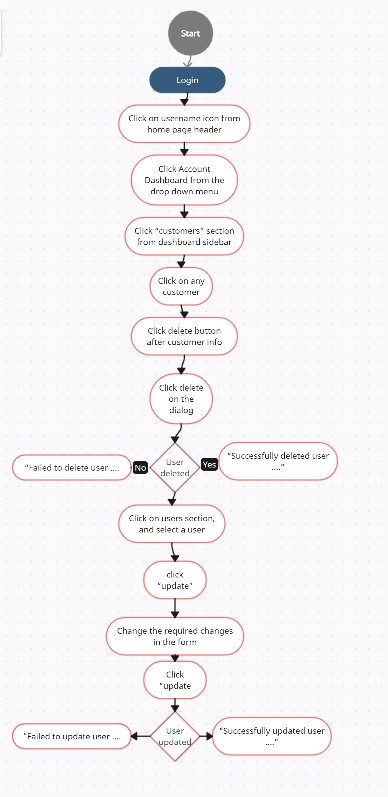 Start
Login
Click on username icon from
home page header
Click Account
Dashboard from the
drop down menu
Click “customers” section
from dashboard sidebar
Click on any
customer
Click delete button
after customer info
Click delete
on the
dialog
“Failed to delete user ....
No
User
deleted
Yes
“Successfully deleted user
....”
Click on users section,
and select a user
click
“update”
Change the required changes
in the form
Click
“update
“Failed to update user ....
User
updated
“Successfully updated user
....”